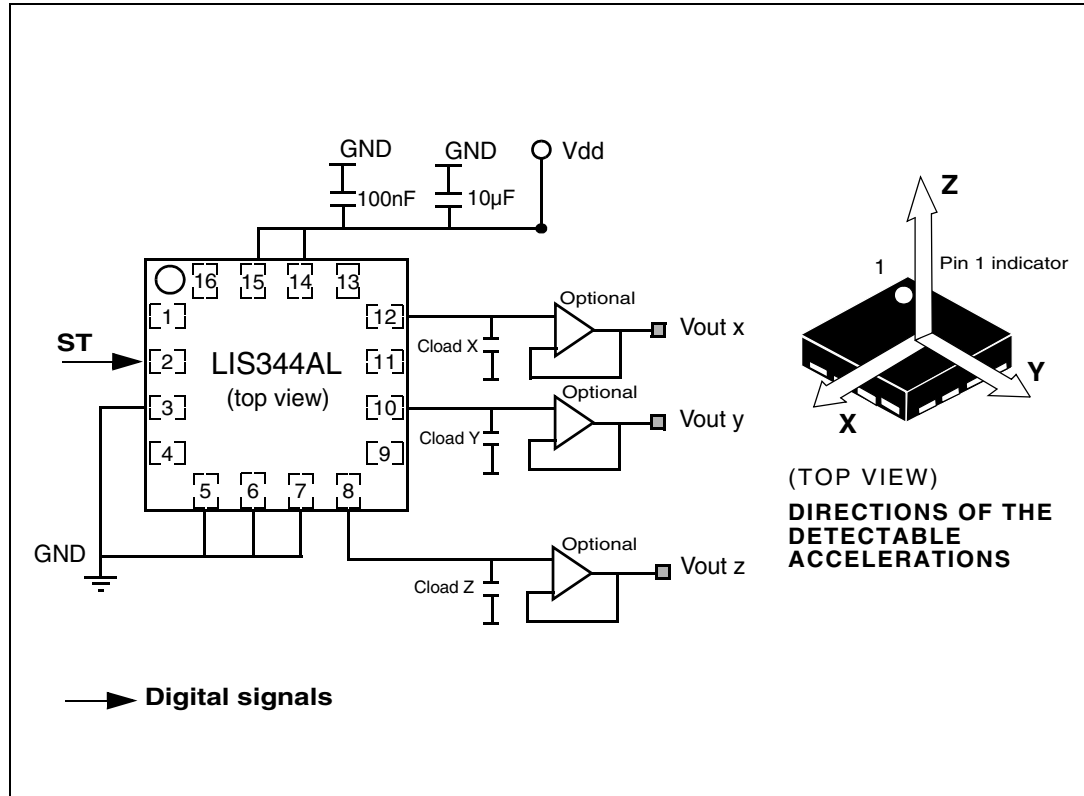 GND
GND
Vdd
100nF
10µF
16
15
14
13
1
2
3
4
12
11
10
9
5
6
7
8
ST
LIS344AL
(top view)
GND
Optional
Cload X
Vout x
Optional
Cload Y
Vout y
Optional
Cload Z
Vout z
Digital signals
Z
1
Pin 1 indicator
X
Y
(TOP VIEW)
DIRECTIONS OF THE
DETECTABLE
ACCELERATIONS